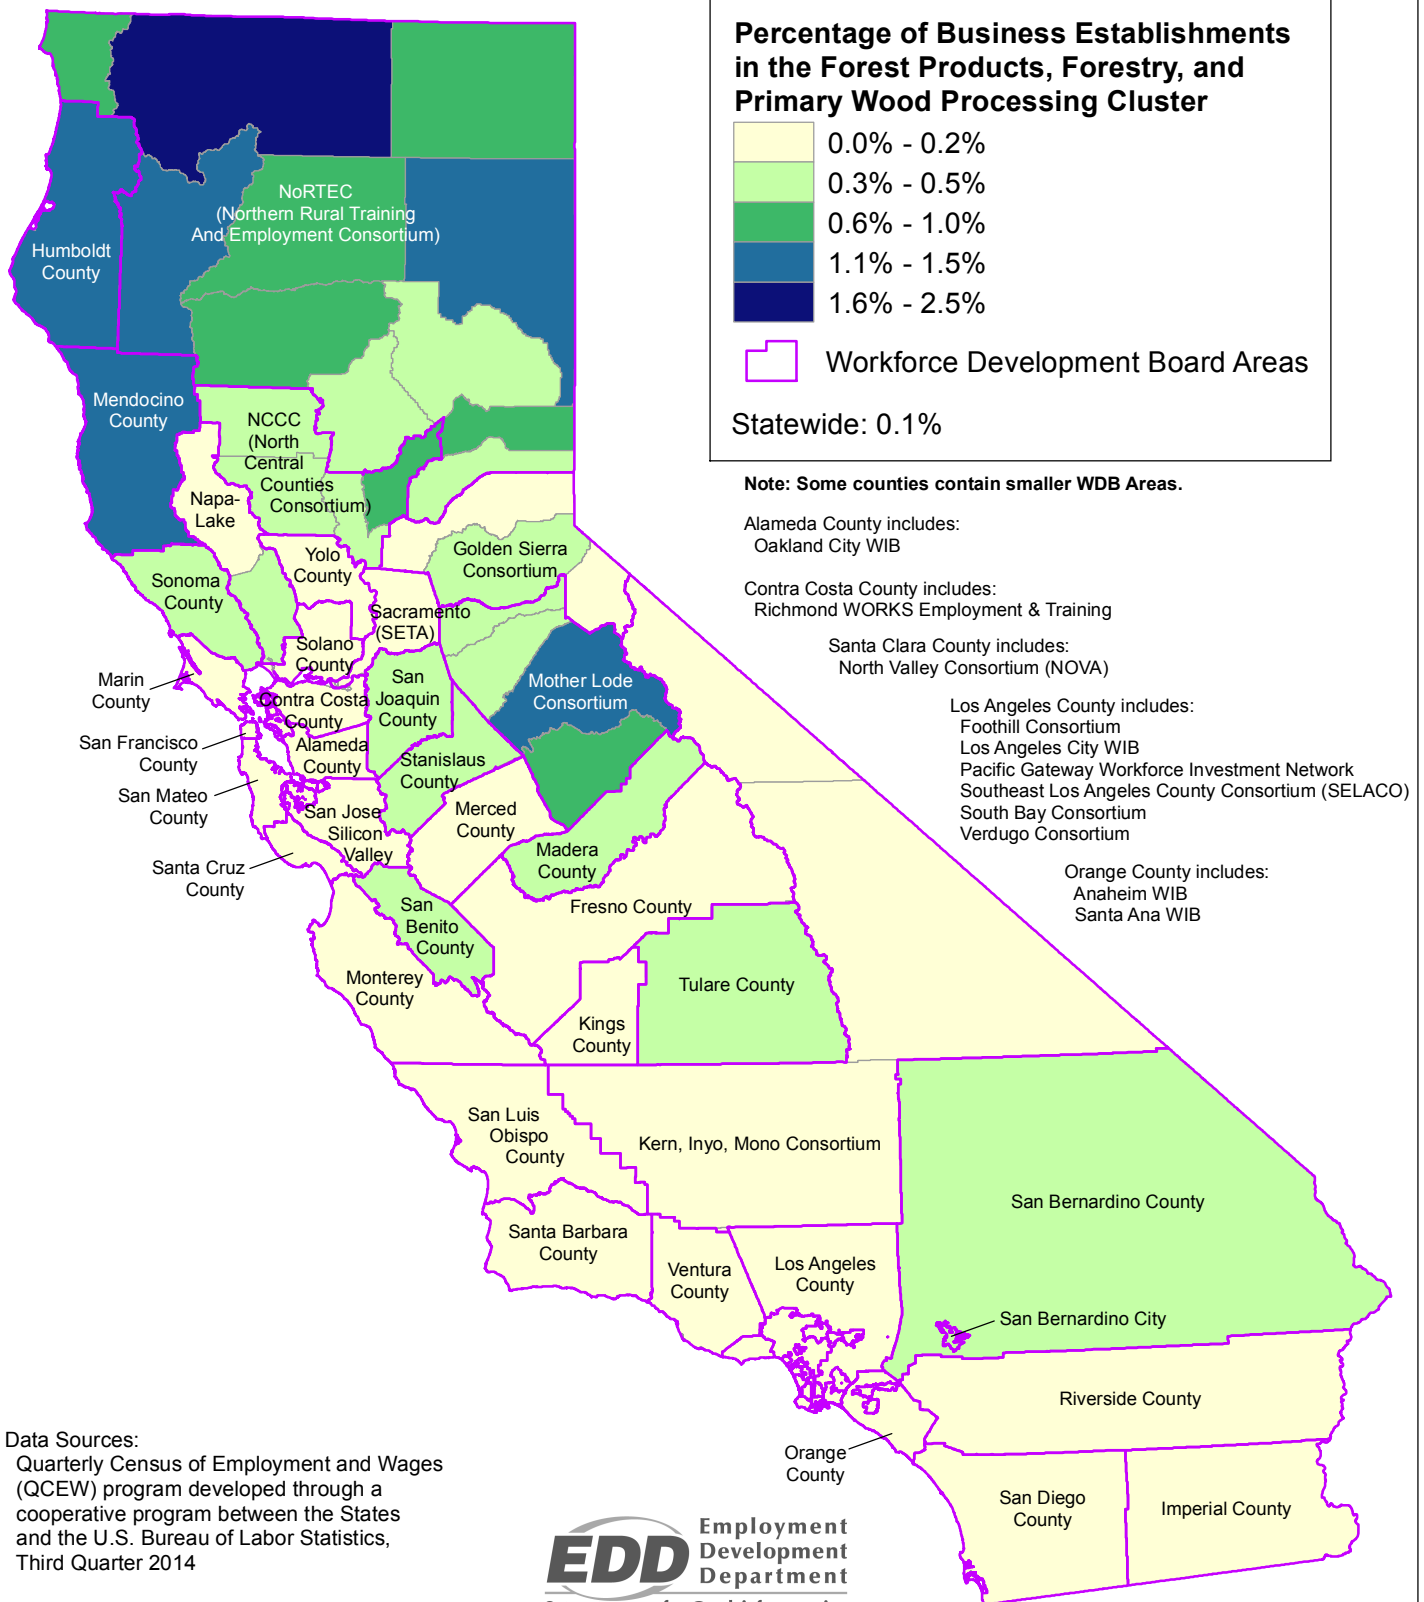 Percentage of Business Establishments
in the Forest Products, Forestry, and
Primary Wood Processing Cluster
0.0% - 0.2%
0.3% - 0.5%
0.6% - 1.0%
1.1% - 1.5%
1.6% - 2.5%
Workforce Development Board Areas
Statewide: 0.1%
Note: Some counties contain smaller WDB Areas.
Alameda County includes:
Oakland City WIB
Contra Costa County includes:
Richmond WORKS Employment & Training
Santa Clara County includes:
North Valley Consortium (NOVA)
Los Angeles County includes:
Foothill Consortium
Los Angeles City WIB
Pacific Gateway Workforce Investment Network
Southeast Los Angeles County Consortium (SELACO)
South Bay Consortium
Verdugo Consortium
Orange County includes:
Anaheim WIB
Santa Ana WIB
NoRTEC
(Northern Rural Training
And Employment Consortium)
Humboldt
County
Mendocino
County
NCCC
(North
Central
Counties
Consortium)
Napa-
Lake
Yolo
County
Golden Sierra
Consortium
Sonoma
County
Sacramento
(SETA)
Solano
County
Marin
County
Contra Costa
County
San
Joaquin
County
Mother Lode
Consortium
San Francisco
County
Alameda
County
Stanislaus
County
San Mateo
County
San Jose
Silicon
Valley
Merced
County
Santa Cruz
County
Madera
County
San
Benito
County
Fresno County
Monterey
County
Tulare County
Kings
County
San Luis
Obispo
County
Kern, Inyo, Mono Consortium
San Bernardino County
Santa Barbara
County
Ventura
County
Los Angeles
County
San Bernardino City
Riverside County
Orange
County
San Diego
County
Imperial County
Data Sources:
Quarterly Census of Employment and Wages
(QCEW) program developed through a
cooperative program between the States
and the U.S. Bureau of Labor Statistics,
Third Quarter 2014
EDD
Employment
Development
Department